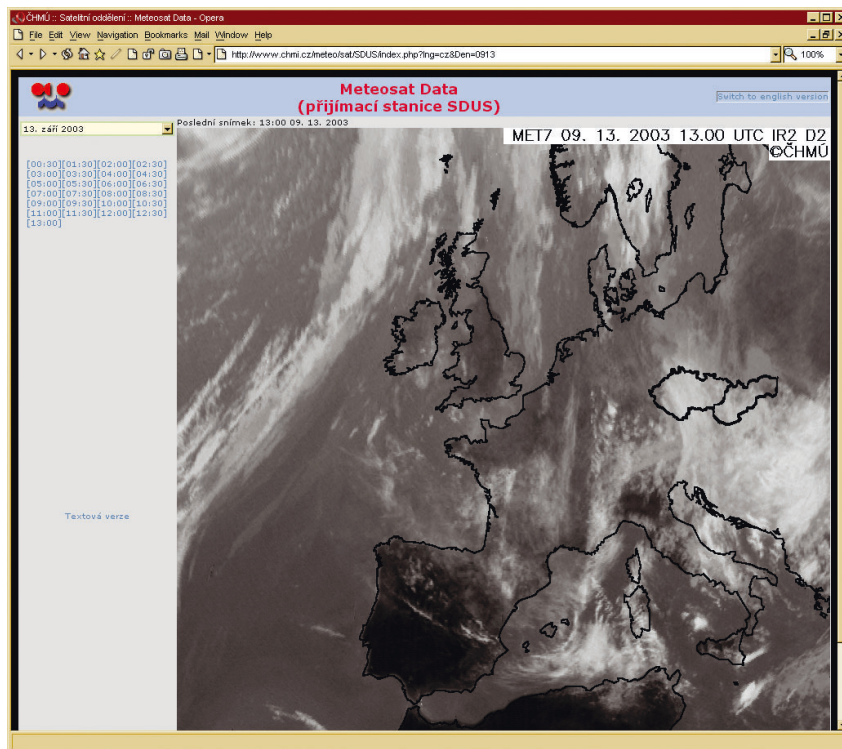 ČHMÚ :: Satelitní oddělení :: Meteosat Data - Opera
File Edit View Navigation Bookmarks Mail Window Help
http://www.chmi.cz/meteo/sat/SDUS/index.php?lng=cz&Den=0913
100%
Meteosat Data
(přijímací stanice SDUS)
Switch to english version
13. září 2003
Poslední snímek: 13:00 09. 13. 2003
MET7 09. 13. 2003 13.00 UTC IR2 D2
©ČHMÚ
[00:30][01:30][02:00][02:30]
[03:00][03:30][04:00][04:30]
[05:00][05:30][06:00][06:30]
[07:00][07:30][08:00][08:30]
[09:00][09:30][10:00][10:30]
[11:00][11:30][12:00][12:30]
[13:00]
Textová verze